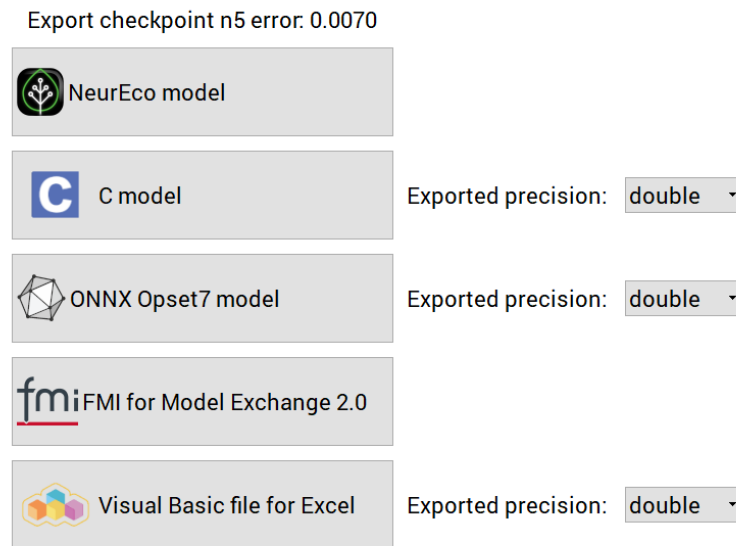 Export checkpoint n5 error: 0.0070
NeurEco model
C C model Exported precision: double
ONNX Opset7 model Exported precision: double
fmi FMI for Model Exchange 2.0
Visual Basic file for Excel Exported precision: double